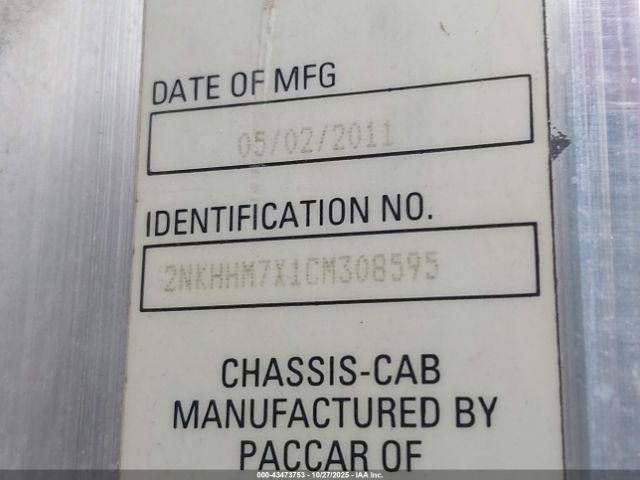 DATE OF MFG
05/02/2011
IDENTIFICATION NO.
2NKHHM7X1CM308595
CHASSIS-CAB
MANUFACTURED BY
PACCAR OF
000-43473753 | 10/27/2025 | IAA Inc.